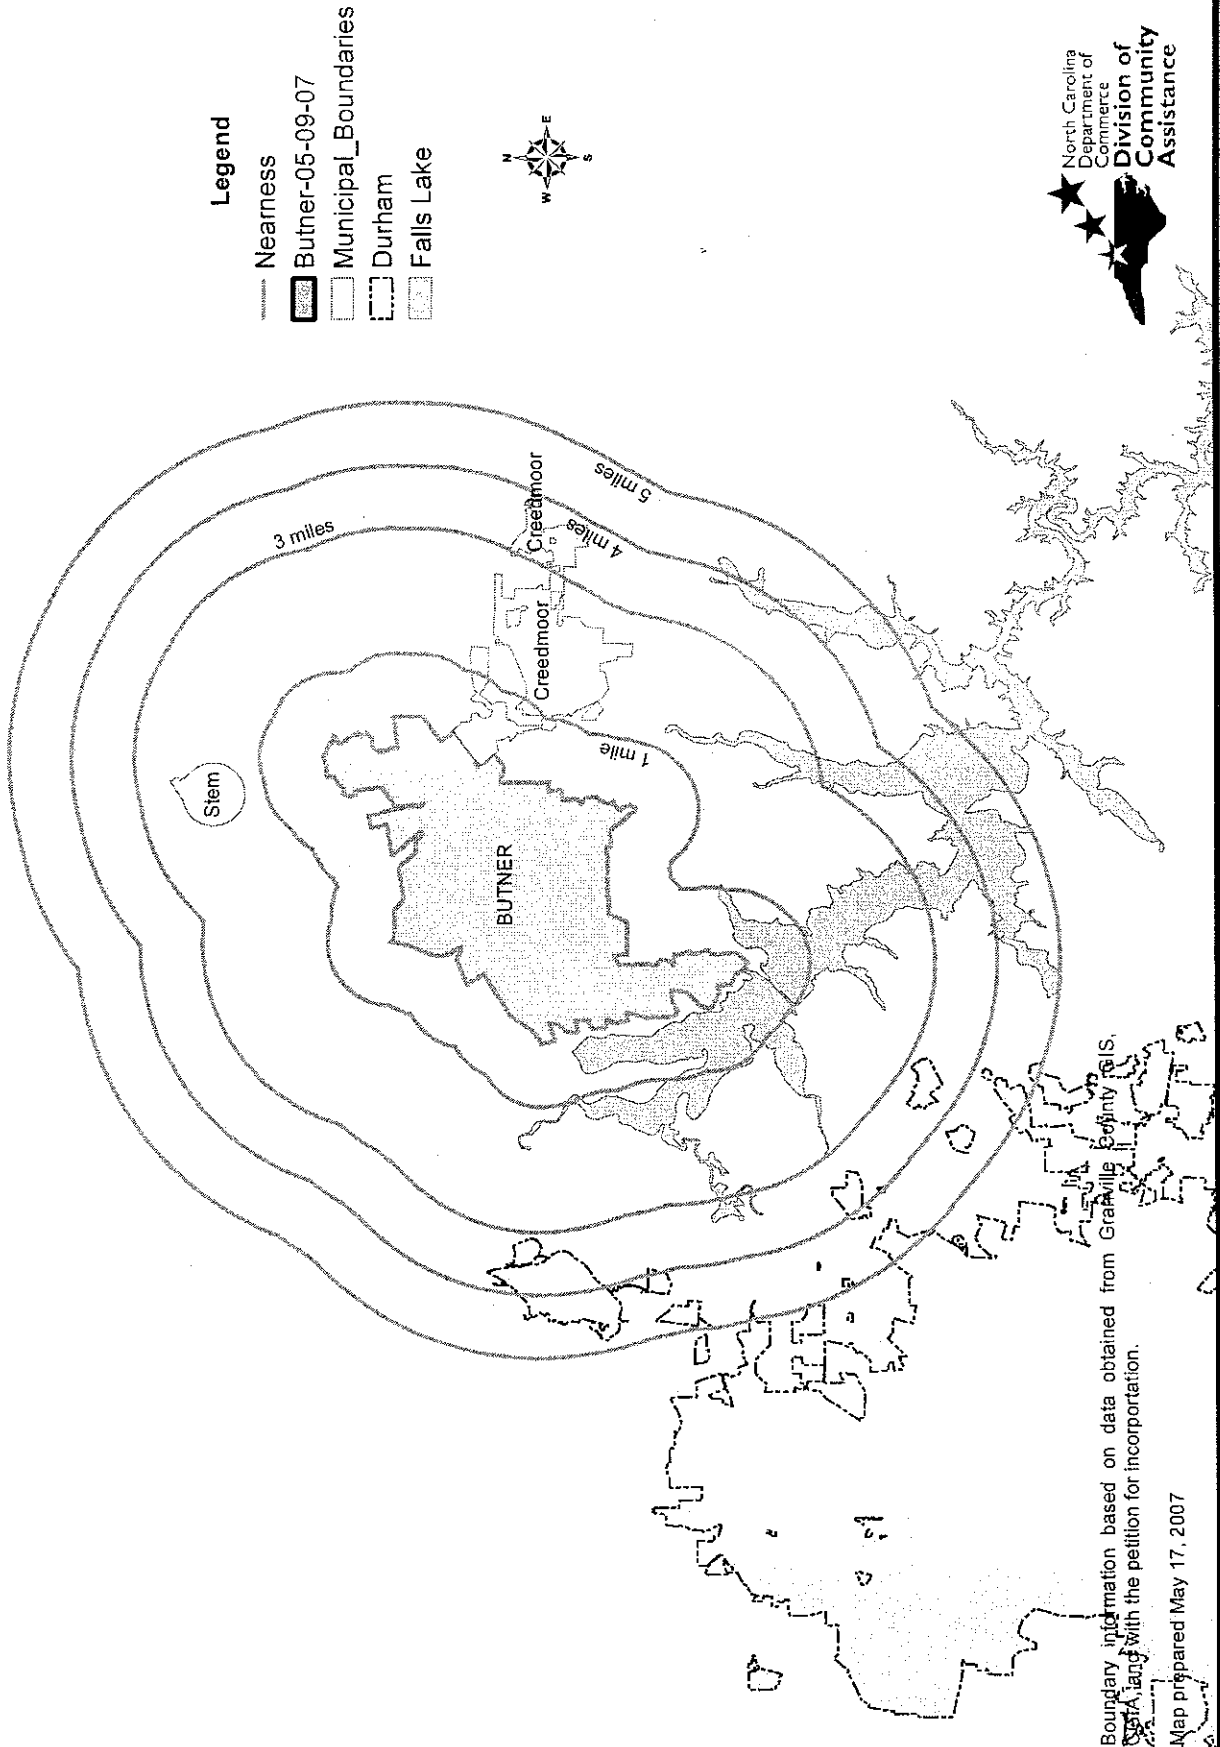 Legend
Nearness
Butner-05-09-07
Municipal_Boundaries
Durham
Falls Lake
N
W E
S
3 miles
5 miles
4 miles
1 mile
Stem
Creedmoor
Creedmoor
BUTNER
Boundary information based on data obtained from Granville County GIS,
and with the petition for incorportation.
Map prepared May 17, 2007
North Carolina
Department of
Commerce
Division of
Community
Assistance